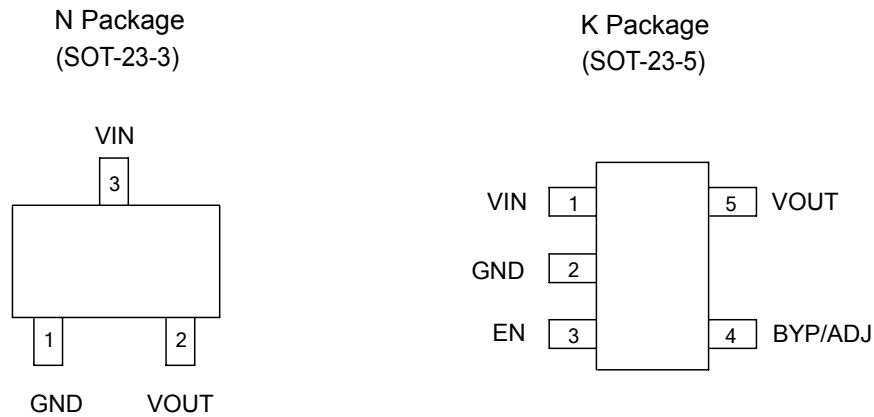 N Package
(SOT-23-3)
VIN
3
1
2
GND
VOUT
K Package
(SOT-23-5)
VIN
1
5
VOUT
GND
2
EN
3
4
BYP/ADJ